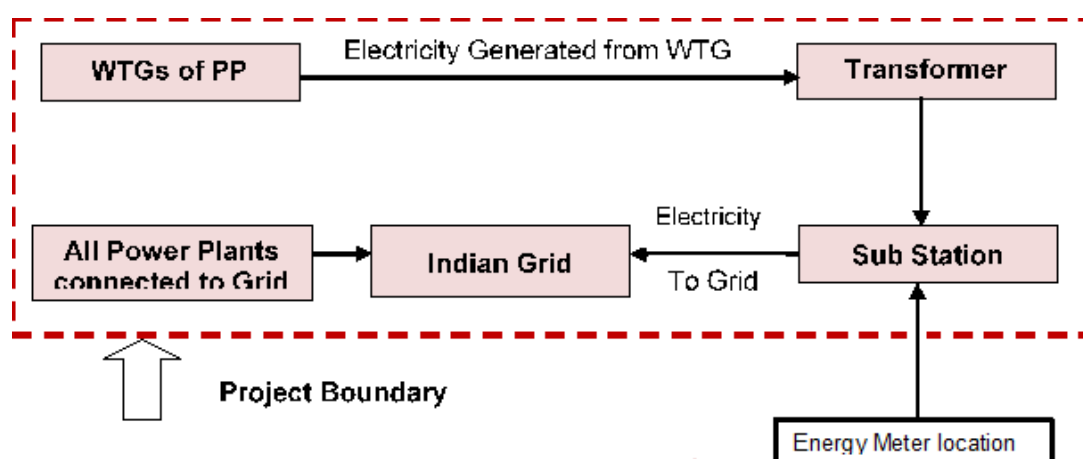 WTGs of PP
Electricity Generated from WTG
Transformer
All Power Plants
connected to Grid
Indian Grid
Electricity
To Grid
Sub Station
Project Boundary
Energy Meter location